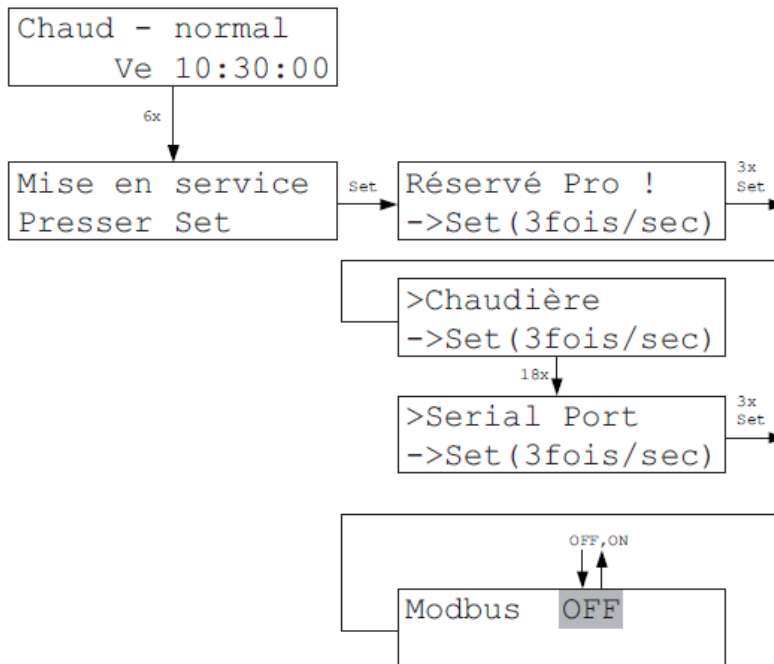 Chaud - normal
Ve 10:30:00
6x
Mise en service
Presser Set
Set
Réservé Pro !
->Set(3fois/sec)
3x
Set
>Chaudière
->Set(3fois/sec)
18x
>Serial Port
->Set(3fois/sec)
3x
Set
OFF,ON
Modbus OFF